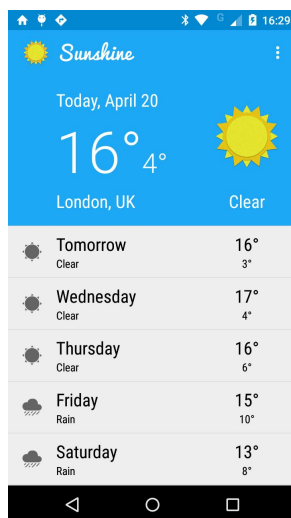 G 16:29
Sunshine
Today, April 20
16° 4°
London, UK Clear
Tomorrow 16°
Clear 3°
Wednesday 17°
Clear 4°
Thursday 16°
Clear 6°
Friday 15°
Rain 10°
Saturday 13°
Rain 8°